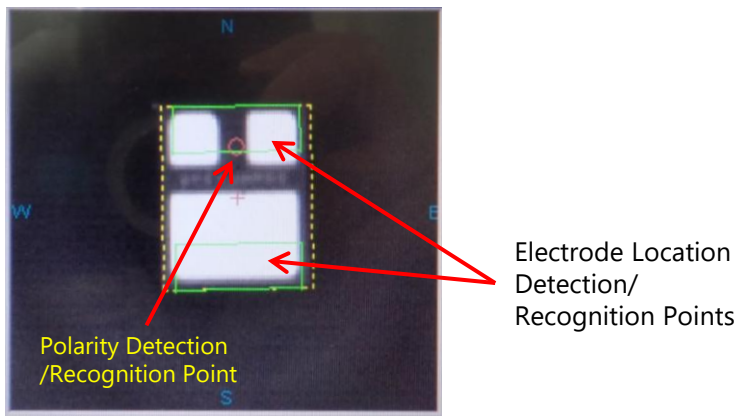 N
W
E
Electrode Location
Detection/
Recognition Points
Polarity Detection
/Recognition Point
S